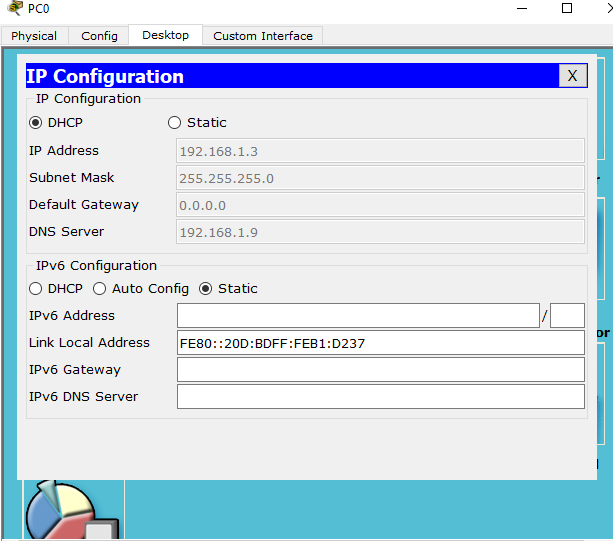 PC0
Physical Config Desktop Custom Interface
IP Configuration X
IP Configuration
DHCP Static
IP Address 192.168.1.3
Subnet Mask 255.255.255.0
Default Gateway 0.0.0.0
DNS Server 192.168.1.9
IPv6 Configuration
DHCP Auto Config Static
IPv6 Address /
Link Local Address FE80::20D:BDFF:FEB1:D237
IPv6 Gateway
IPv6 DNS Server